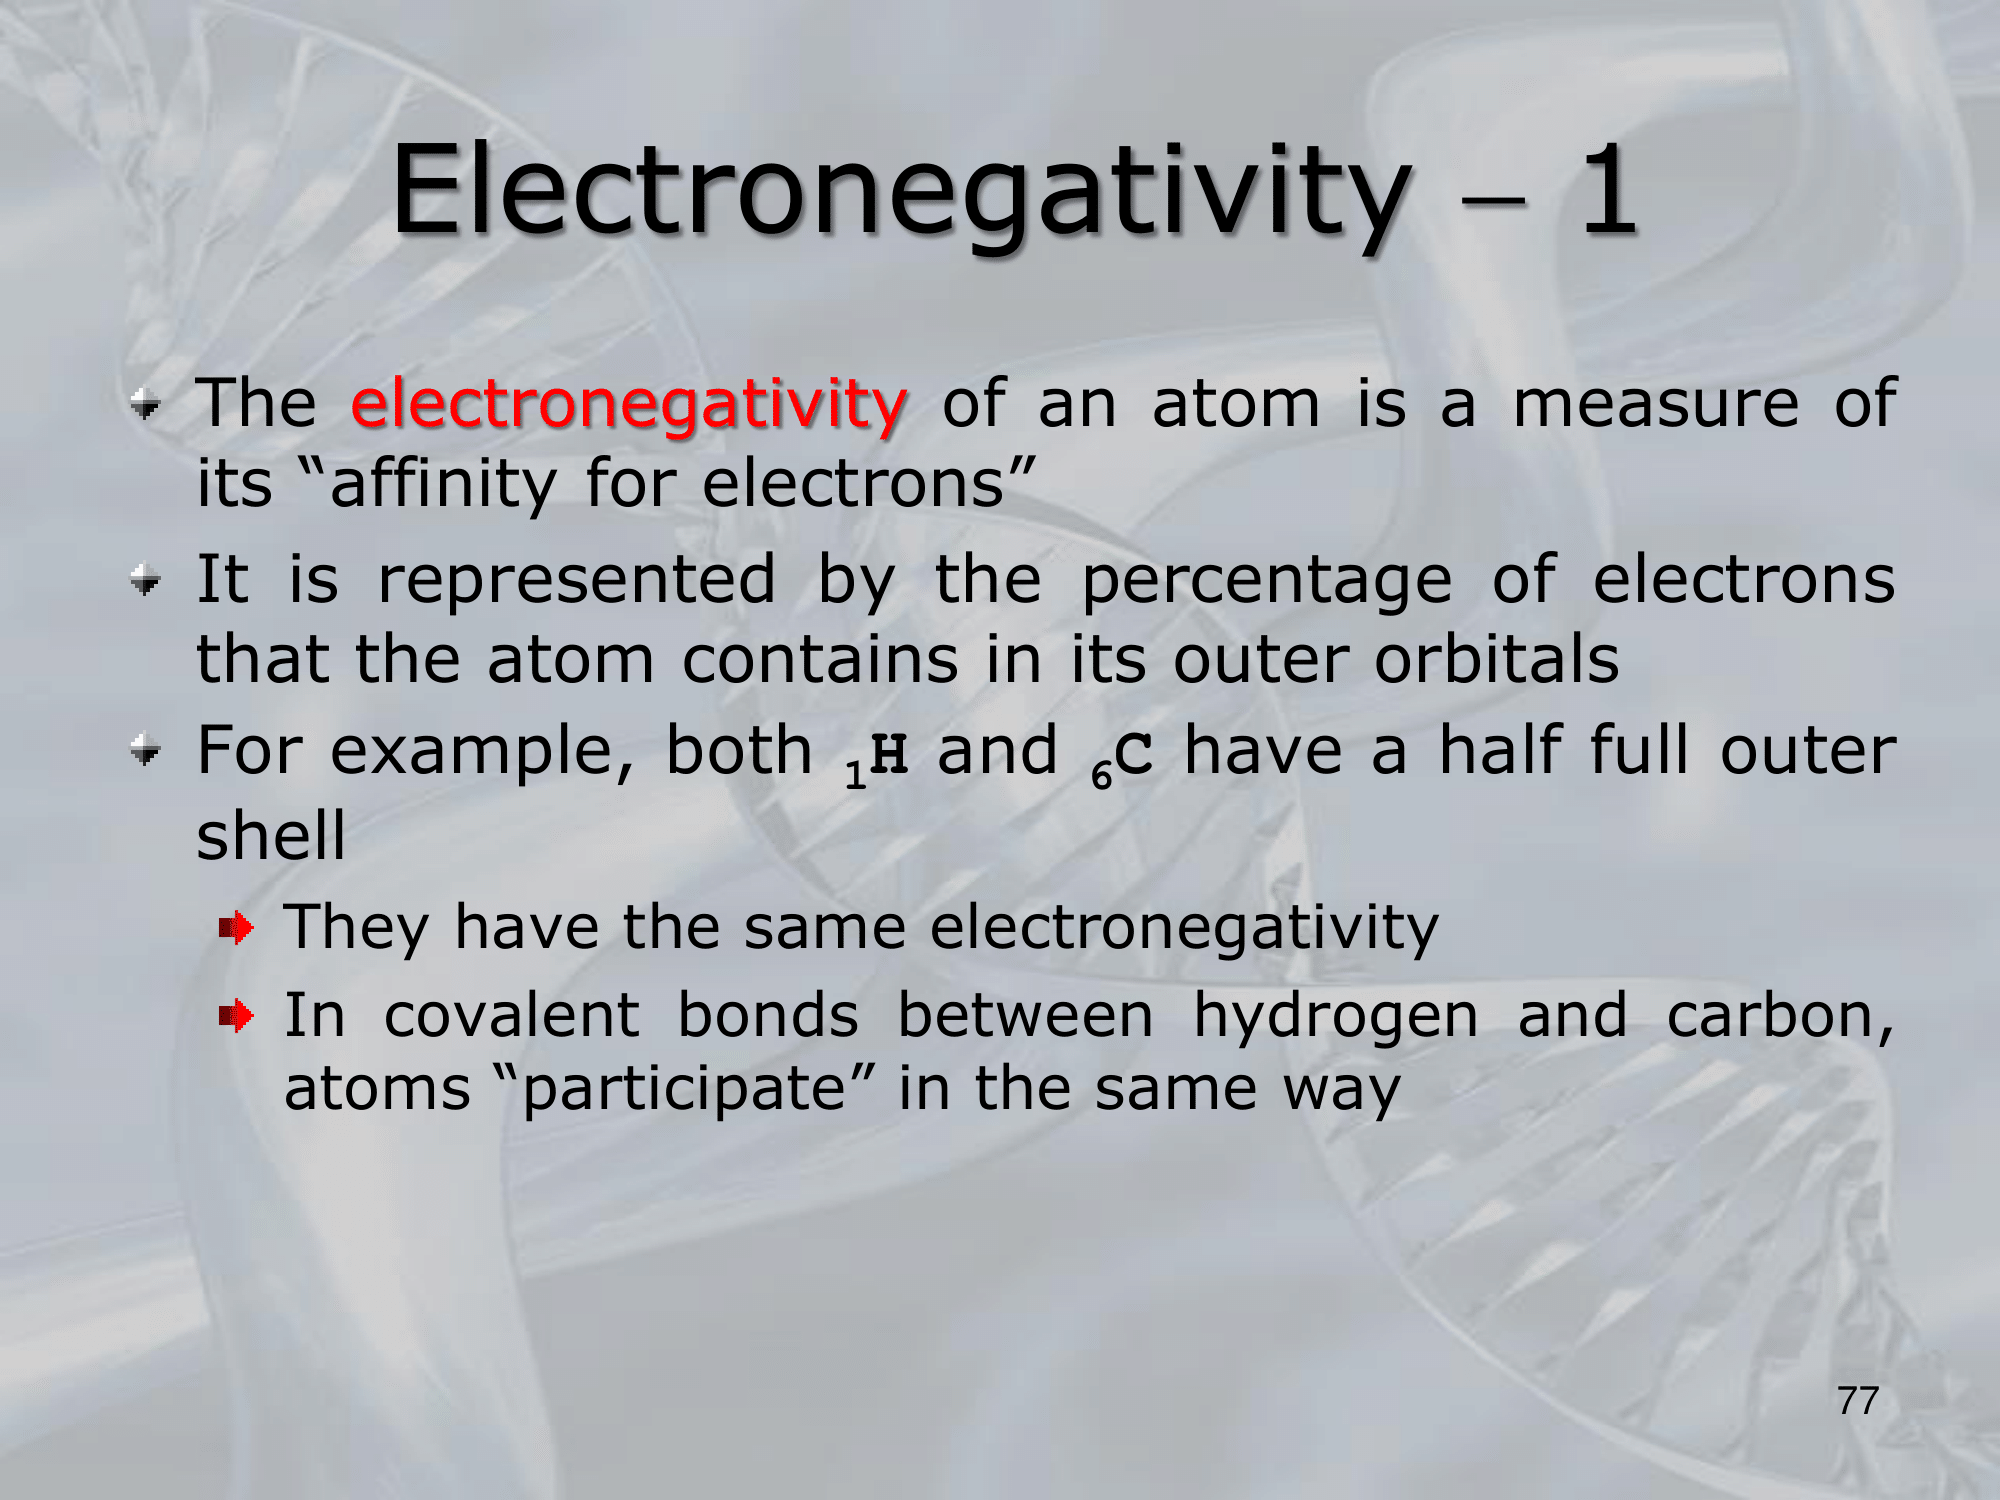 Electronegativity – 1
The electronegativity of an atom is a measure of
its “affinity for electrons”
It is represented by the percentage of electrons
that the atom contains in its outer orbitals
For example, both ₁H and ₆C have a half full outer
shell
They have the same electronegativity
In covalent bonds between hydrogen and carbon,
atoms “participate” in the same way
77